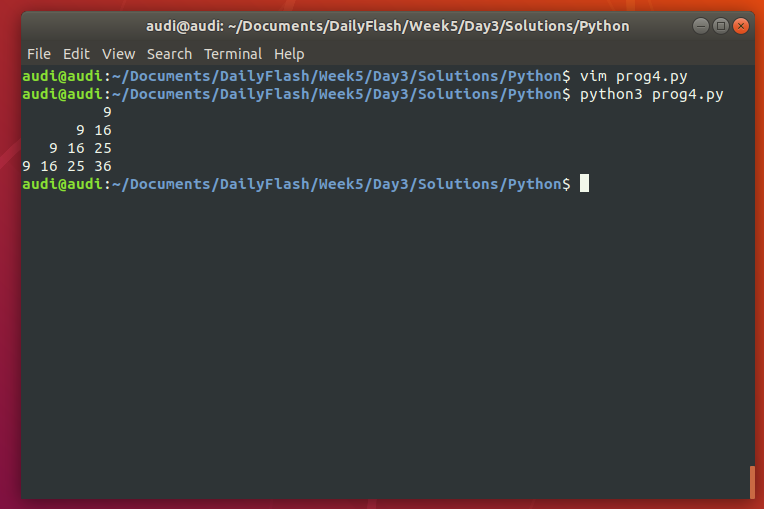 audi@audi: ~/Documents/DailyFlash/Week5/Day3/Solutions/Python
File Edit View Search Terminal Help
audi@audi:~/Documents/DailyFlash/Week5/Day3/Solutions/Python$ vim prog4.py
audi@audi:~/Documents/DailyFlash/Week5/Day3/Solutions/Python$ python3 prog4.py
         9
      9 16
   9 16 25
9 16 25 36
audi@audi:~/Documents/DailyFlash/Week5/Day3/Solutions/Python$